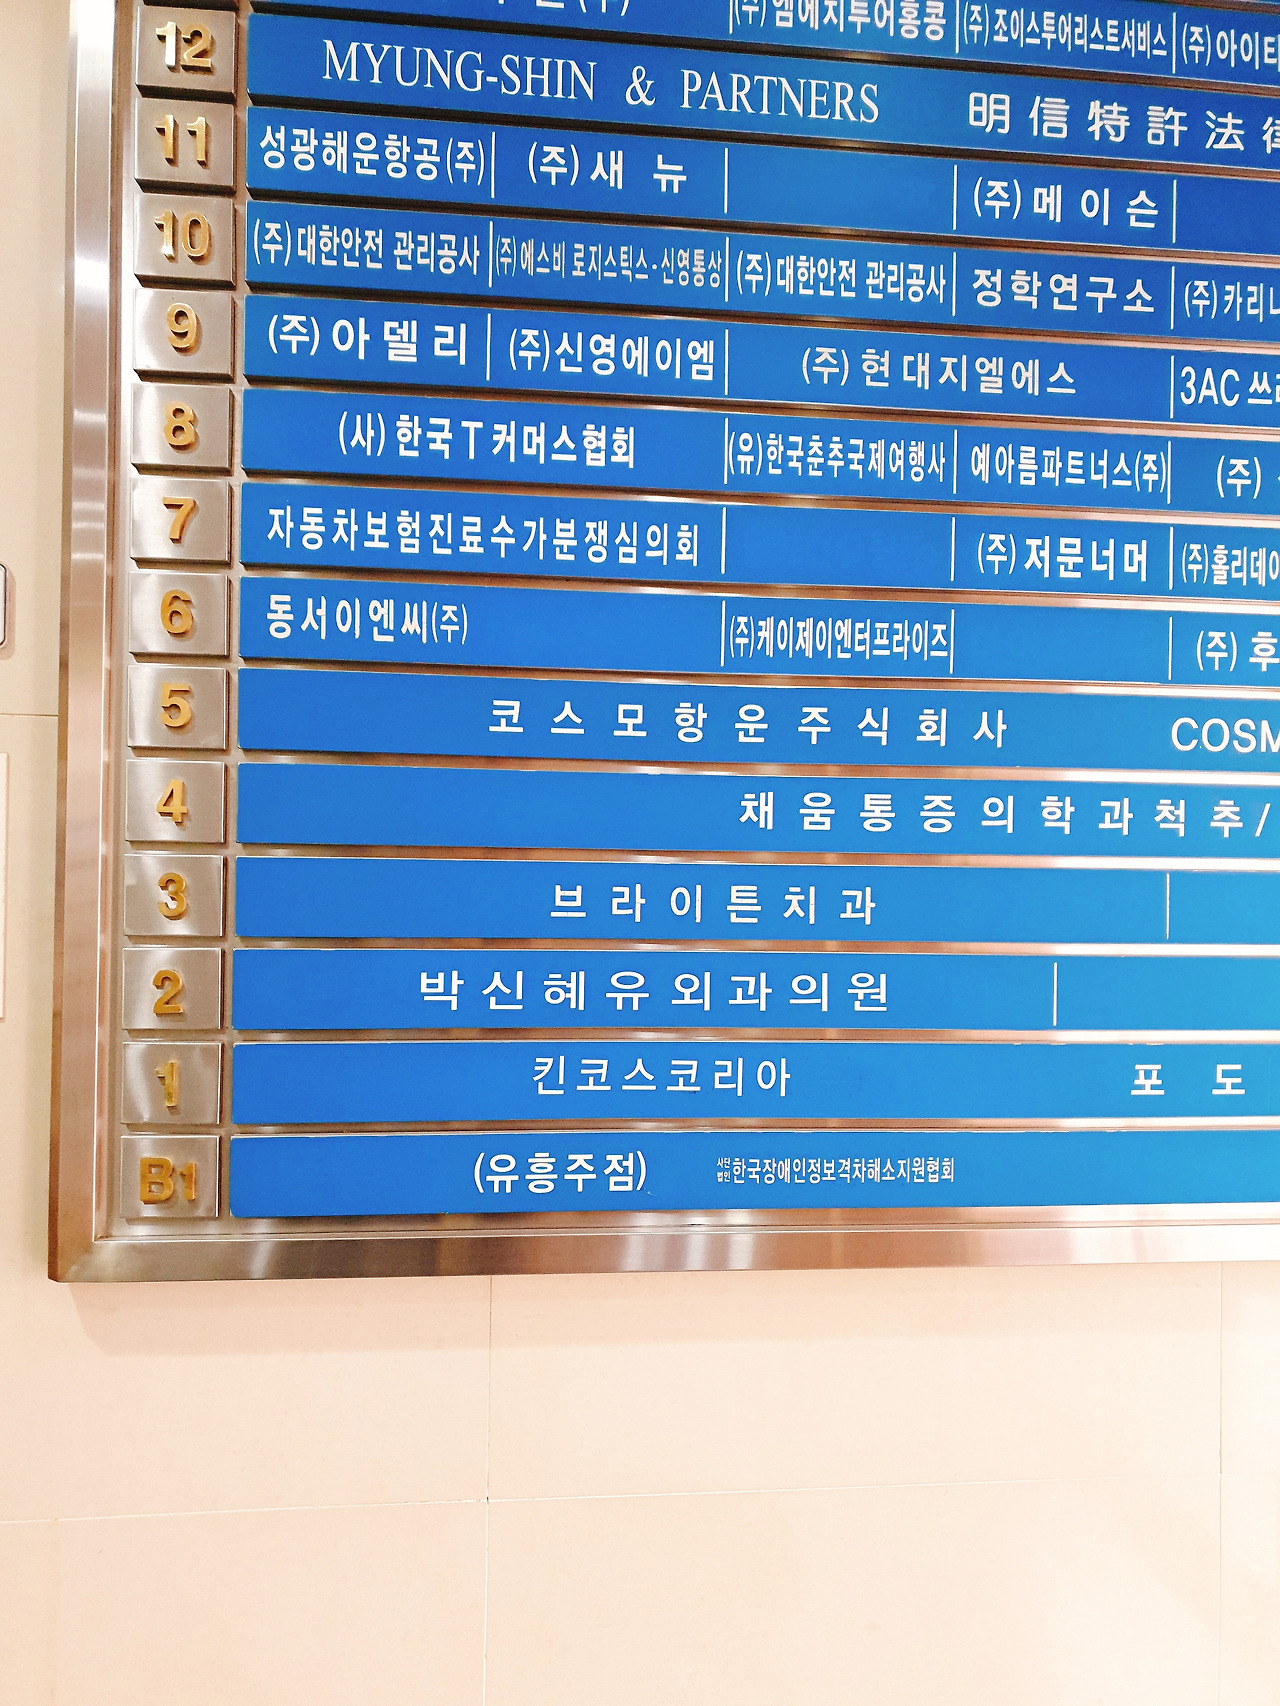 (주)엠에지투어홍콩 (주)조이스투어리스트서비스 (주)아이티
12 MYUNG-SHIN & PARTNERS 明信特許法
11 성광해운항공(주) (주)새 뉴 (주)메이슨
10 (주)대한안전 관리공사 (주)에스비 로지스틱스·신영통상 (주)대한안전 관리공사 정학연구소 (주)카리나
9 (주)아델리 (주)신영에이엠 (주)현대지엘에스 3AC 쓰리
8 (사)한국T커머스협회 (유)한국춘추국제여행사 예아름파트너스(주) (주)
7 자동차보험진료수가분쟁심의회 (주)저문너머 (주)홀리데이
6 동서이엔씨(주) (주)케이제이엔터프라이즈 (주)후
5 코스모항운주식회사 COSM
4 채움통증의학과척추/
3 브라이튼치과
2 박신혜유외과의원
1 킨코스코리아 포 도
B1 (유흥주점) 사단법인 한국장애인정보격차해소지원협회